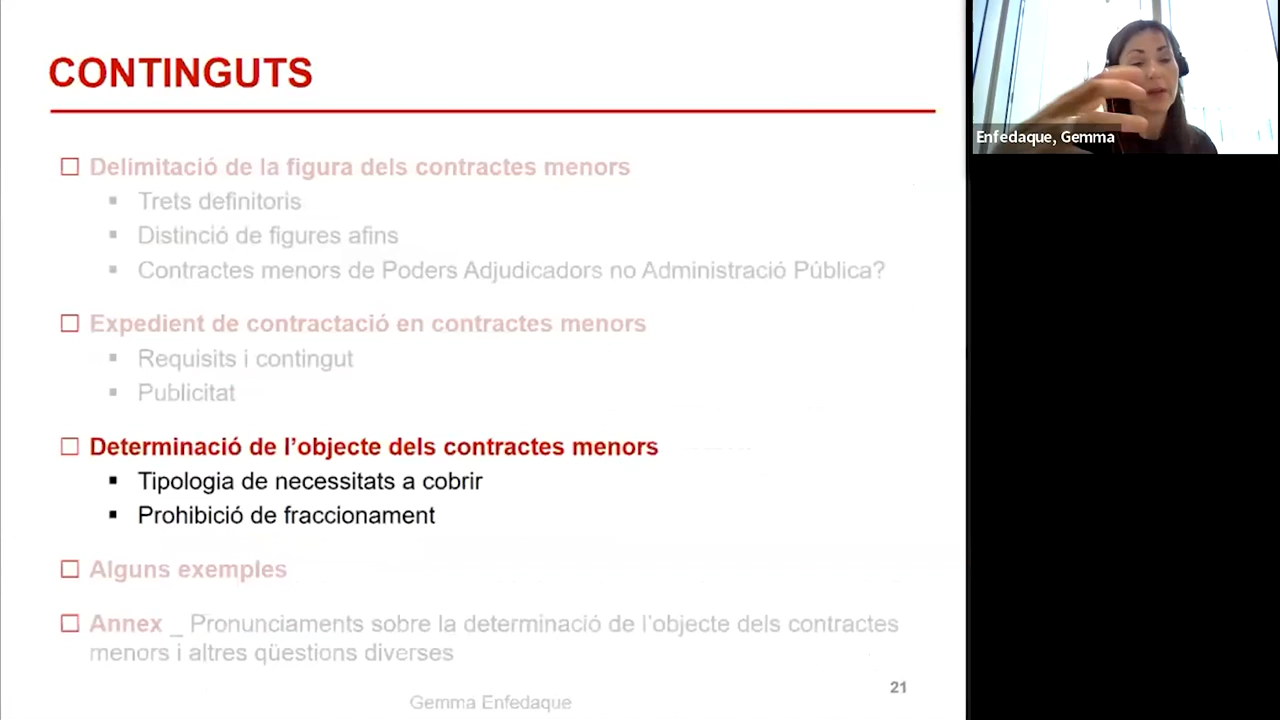 CONTINGUTS
Delimitació de la figura dels contractes menors
Trets definitoris
Distinció de figures afins
Contractes menors de Poders Adjudicadors no Administració Pública?
Expedient de contractació en contractes menors
Requisits i contingut
Publicitat
Determinació de l'objecte dels contractes menors
Tipologia de necessitats a cobrir
Prohibició de fraccionament
Alguns exemples
Annex _ Pronunciaments sobre la determinació de l'objecte dels contractes
menors i altres qüestions diverses
21
Gemma Enfedaque
Enfedaque, Gemma